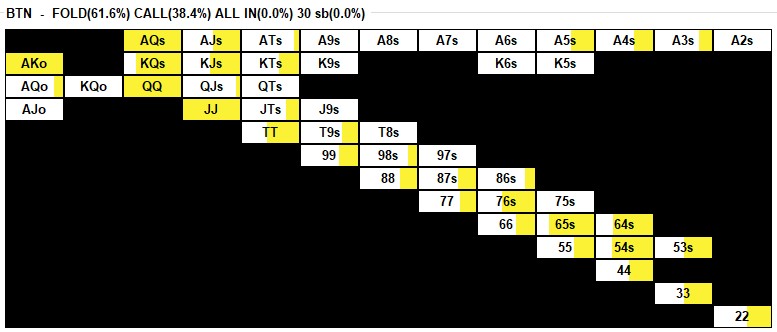 BTN - FOLD(61.6%) CALL(38.4%) ALL IN(0.0%) 30 sb(0.0%)
AQs AJs ATs A9s A8s A7s A6s A5s A4s A3s A2s
AKo KQs KJs KTs K9s K6s K5s
AQo KQo QQ QJs QTs
AJo JJ JTs J9s
TT T9s T8s
99 98s 97s
88 87s 86s
77 76s 75s
66 65s 64s
55 54s 53s
44
33
22